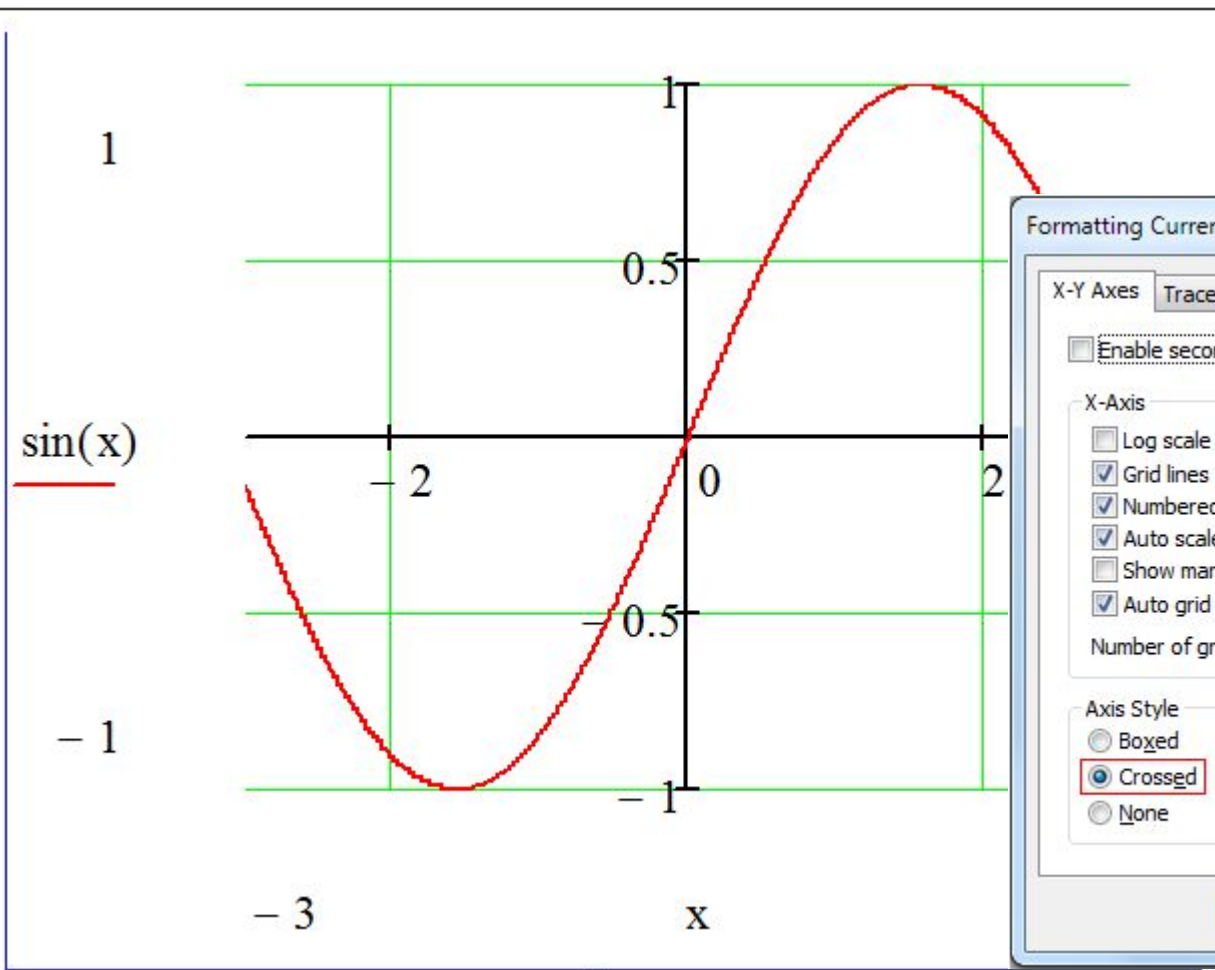 1
1
0.5
sin(x)
– 2
0
2
– 0.5
– 1
– 1
– 3
x
Formatting Curren
X-Y Axes
Trace
Enable secon
X-Axis
Log scale
Grid lines
Numbered
Auto scale
Show mar
Auto grid
Number of gr
Axis Style
Boxed
Crossed
None